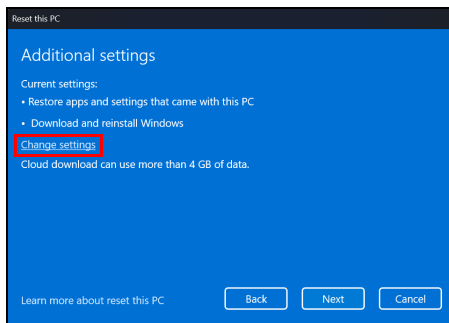 Reset this PC
Additional settings
Current settings:
• Restore apps and settings that came with this PC
• Download and reinstall Windows
Change settings
Cloud download can use more than 4 GB of data.
Learn more about reset this PC
Back
Next
Cancel